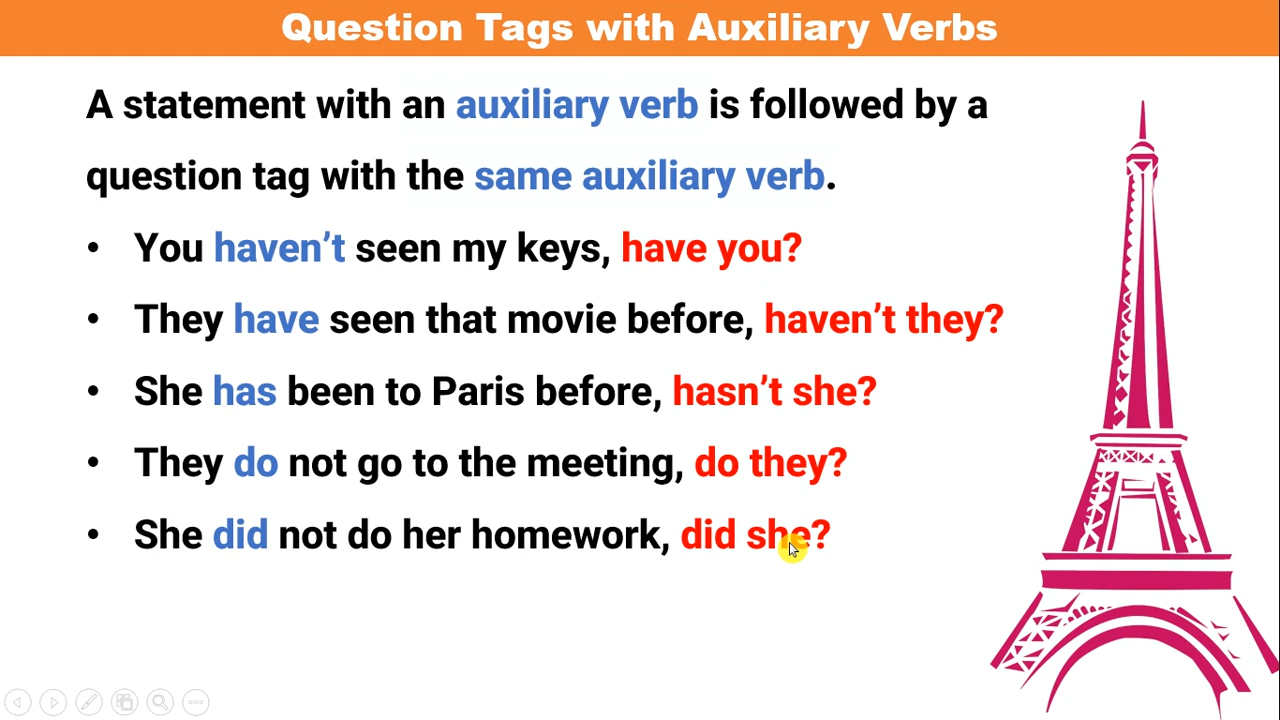 Question Tags with Auxiliary Verbs
A statement with an auxiliary verb is followed by a
question tag with the same auxiliary verb.
• You haven’t seen my keys, have you?
• They have seen that movie before, haven’t they?
• She has been to Paris before, hasn’t she?
• They do not go to the meeting, do they?
• She did not do her homework, did she?